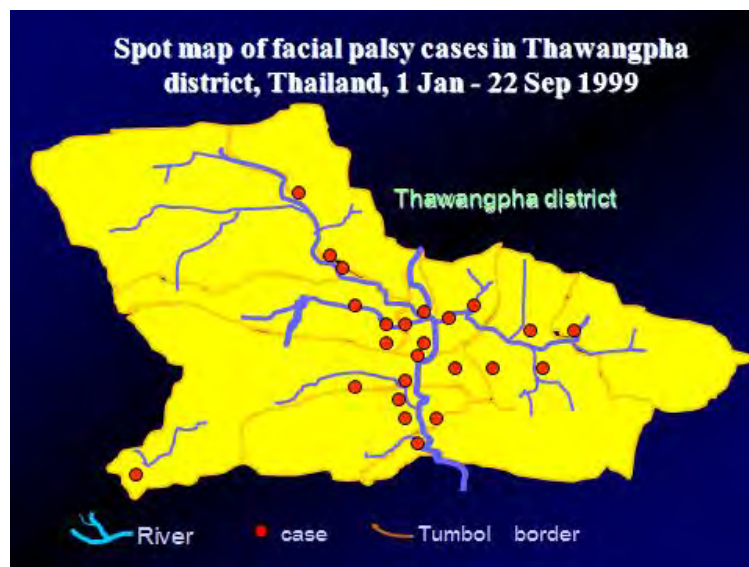 Spot map of facial palsy cases in Thawangpha
district, Thailand, 1 Jan - 22 Sep 1999
Thawangpha district
River
case
Tumbol border